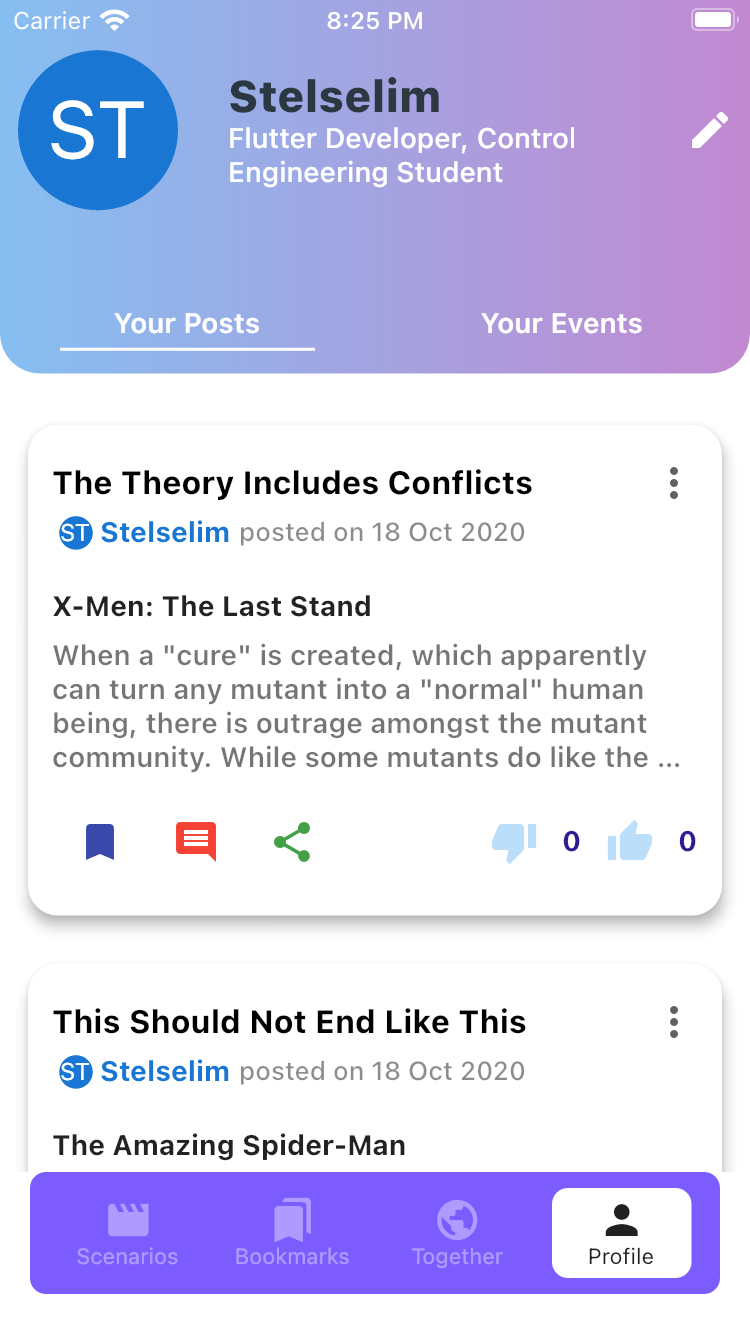 Carrier 8:25 PM
ST
Stelselim
Flutter Developer, Control
Engineering Student
Your Posts Your Events
The Theory Includes Conflicts
ST Stelselim posted on 18 Oct 2020
X-Men: The Last Stand
When a "cure" is created, which apparently
can turn any mutant into a "normal" human
being, there is outrage amongst the mutant
community. While some mutants do like the ...
0 0
This Should Not End Like This
ST Stelselim posted on 18 Oct 2020
The Amazing Spider-Man
Scenarios Bookmarks Together Profile